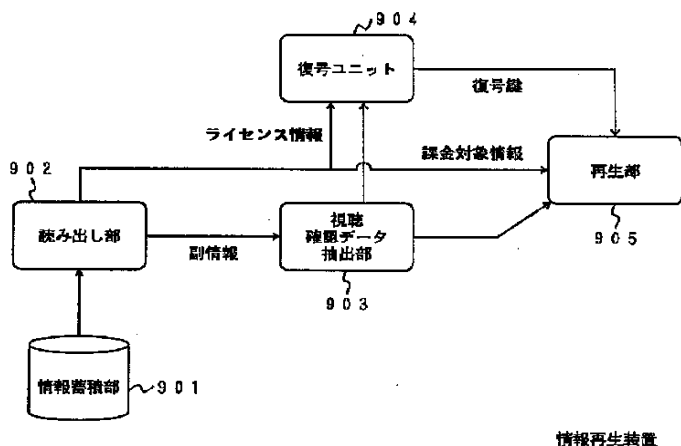 904
復号ユニット
復号鍵
ライセンス情報
902
課金対象情報
再生部
読み出し部
副情報
視聴
確認データ
抽出部
905
903
情報蓄積部
901
情報再生装置